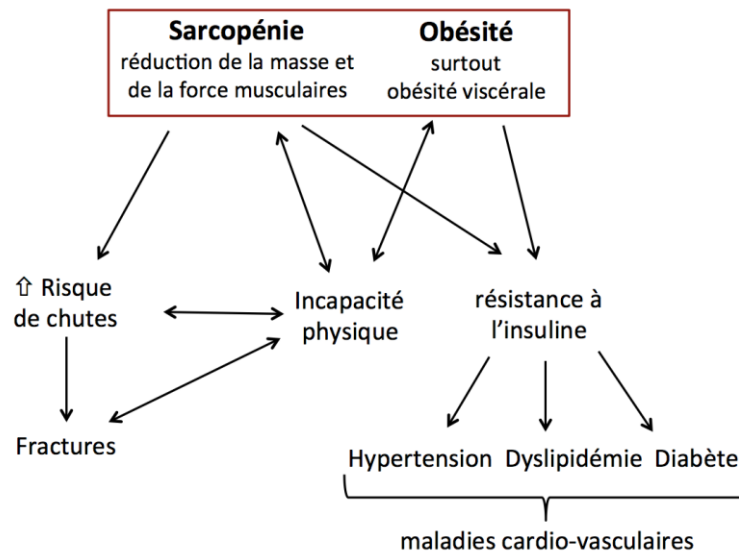 Sarcopénie
réduction de la masse et
de la force musculaires
Obésité
surtout
obésité viscérale
⇧ Risque
de chutes
Incapacité
physique
résistance à
l'insuline
Fractures
Hypertension Dyslipidémie Diabète
maladies cardio-vasculaires